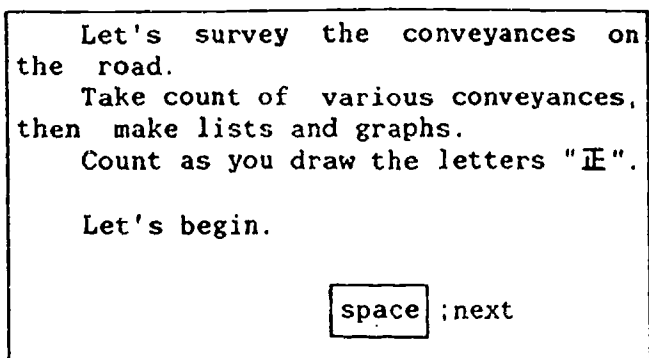 Let's survey the conveyances on
the road.
Take count of various conveyances,
then make lists and graphs.
Count as you draw the letters "正".
Let's begin.
space ;next